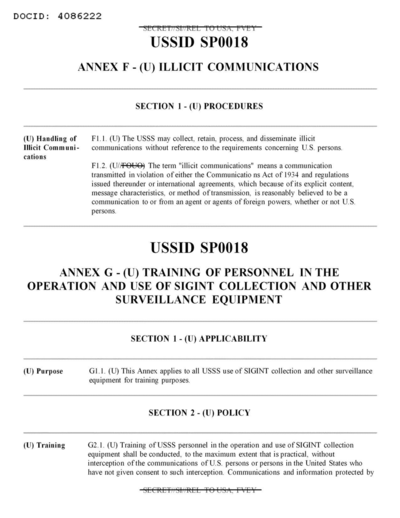 DOCID: 4086222
SECRET//SI//REL TO USA, FVEY
USSID SP0018
ANNEX F - (U) ILLICIT COMMUNICATIONS
SECTION 1 - (U) PROCEDURES
(U) Handling of
Illicit Communi-
cations
F1.1. (U) The USSS may collect, retain, process, and disseminate illicit
communications without reference to the requirements concerning U.S. persons.
F1.2. (U//FOUO) The term "illicit communications" means a communication
transmitted in violation of either the Communicatio ns Act of 1934 and regulations
issued thereunder or international agreements, which because of its explicit content,
message characteristics, or method of transmission, is reasonably believed to be a
communication to or from an agent or agents of foreign powers, whether or not U.S.
persons.
USSID SP0018
ANNEX G - (U) TRAINING OF PERSONNEL IN THE
OPERATION AND USE OF SIGINT COLLECTION AND OTHER
SURVEILLANCE EQUIPMENT
SECTION 1 - (U) APPLICABILITY
(U) Purpose
G1.1. (U) This Annex applies to all USSS use of SIGINT collection and other surveillance
equipment for training purposes.
SECTION 2 - (U) POLICY
(U) Training
G2.1. (U) Training of USSS personnel in the operation and use of SIGINT collection
equipment shall be conducted, to the maximum extent that is practical, without
interception of the communications of U.S. persons or persons in the United States who
have not given consent to such interception. Communications and information protected by
SECRET//SI//REL TO USA, FVEY